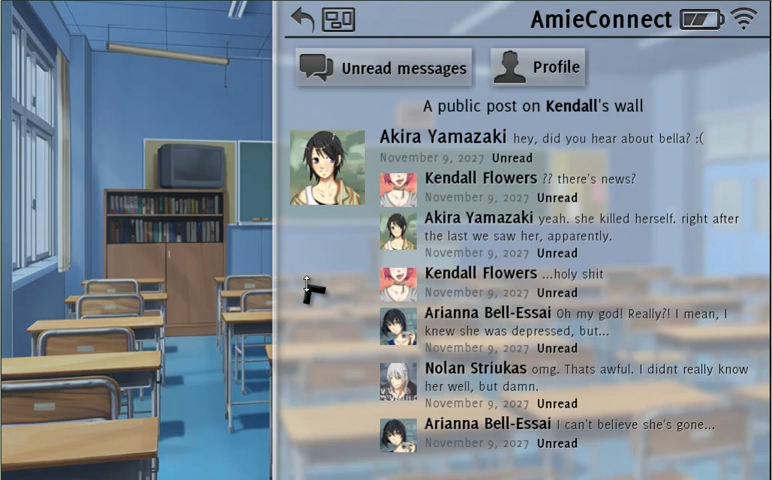 AmieConnect
Unread messages
Profile
A public post on Kendall's wall
Akira Yamazaki hey, did you hear about bella? :(
November 9, 2027 Unread
Kendall Flowers ?? there's news?
November 9, 2027 Unread
Akira Yamazaki yeah. she killed herself. right after
the last we saw her, apparently.
November 9, 2027 Unread
Kendall Flowers ...holy shit
November 9, 2027 Unread
Arianna Bell-Essai Oh my god! Really?! I mean, I
knew she was depressed, but...
November 9, 2027 Unread
Nolan Striukas omg. Thats awful. I didnt really know
her well, but damn.
November 9, 2027 Unread
Arianna Bell-Essai I can't believe she's gone...
November 9, 2027 Unread